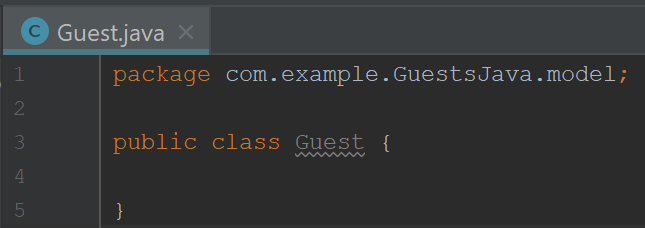 C Guest.java ×
1 package com.example.GuestsJava.model;
2
3 public class Guest {
4
5 }